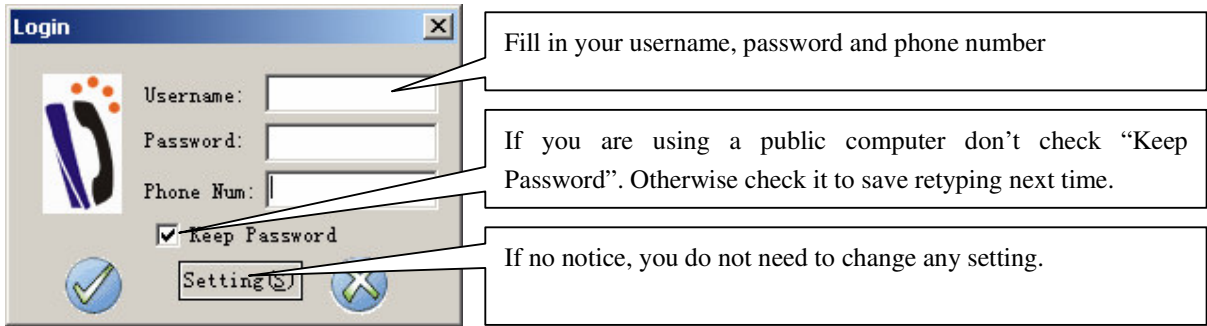 Login
Username:
Password:
Phone Num:
Keep Password
Setting(S)
Fill in your username, password and phone number
If you are using a public computer don’t check “Keep
Password”. Otherwise check it to save retyping next time.
If no notice, you do not need to change any setting.